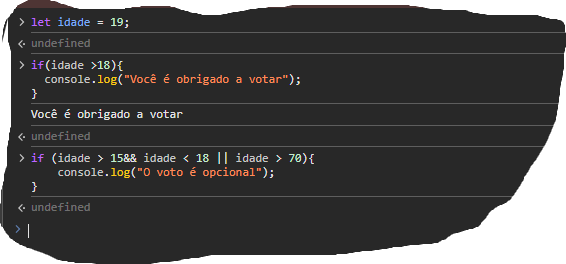 > let idade = 19;
<· undefined
> if(idade >18){
console.log("Você é obrigado a votar");
}
Você é obrigado a votar
<· undefined
> if (idade > 15&& idade < 18 || idade > 70){
console.log("O voto é opcional");
}
<· undefined
>